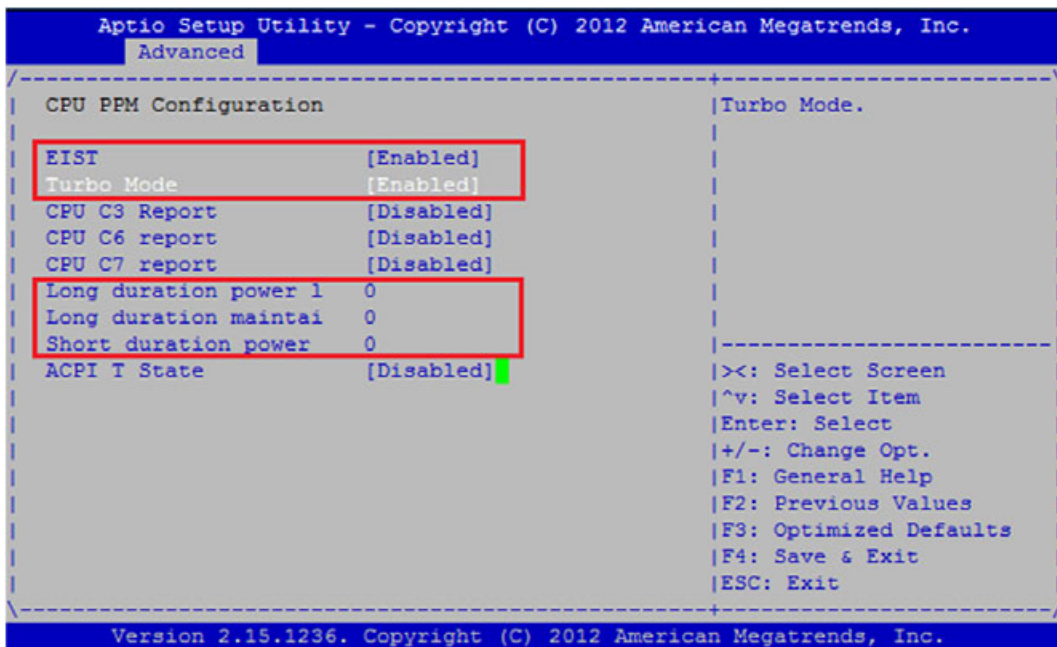 Aptio Setup Utility - Copyright (C) 2012 American Megatrends, Inc.
Advanced
CPU PPM Configuration
EIST [Enabled]
Turbo Mode [Enabled]
CPU C3 Report [Disabled]
CPU C6 report [Disabled]
CPU C7 report [Disabled]
Long duration power l 0
Long duration maintai 0
Short duration power 0
ACPI T State [Disabled]
Turbo Mode.
><: Select Screen
^v: Select Item
Enter: Select
+/-: Change Opt.
F1: General Help
F2: Previous Values
F3: Optimized Defaults
F4: Save & Exit
ESC: Exit
Version 2.15.1236. Copyright (C) 2012 American Megatrends, Inc.